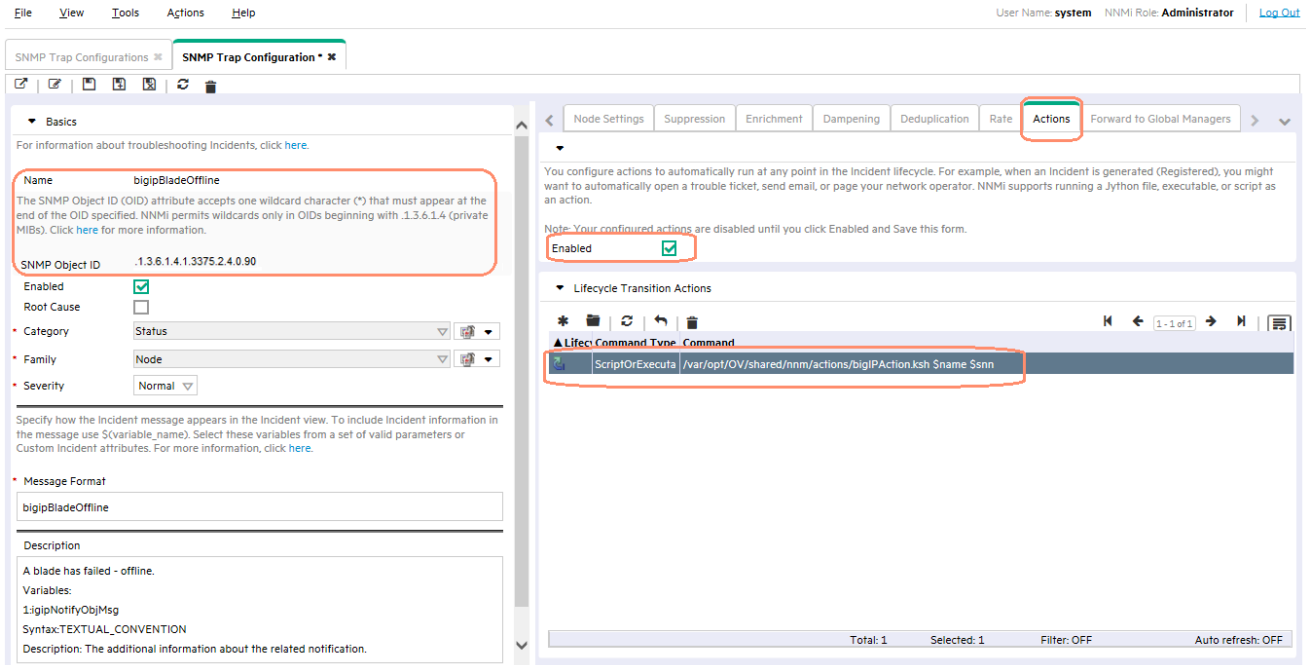 File View Tools Actions Help
User Name: system NNMi Role: Administrator Log Out
SNMP Trap Configurations
SNMP Trap Configuration *
Basics
For information about troubleshooting Incidents, click here.
Name bigipBladeOffline
The SNMP Object ID (OID) attribute accepts one wildcard character (*) that must appear at the
end of the OID specified. NNMi permits wildcards only in OIDs beginning with .1.3.6.1.4 (private
MIBs). Click here for more information.
SNMP Object ID .1.3.6.1.4.1.3375.2.4.0.90
Enabled
Root Cause
* Category Status
* Family Node
* Severity Normal
Specify how the Incident message appears in the Incident view. To include Incident information in
the message use $(variable_name). Select these variables from a set of valid parameters or
Custom Incident attributes. For more information, click here.
* Message Format
bigipBladeOffline
Description
A blade has failed - offline.
Variables:
1:igipNotifyObjMsg
Syntax:TEXTUAL_CONVENTION
Description: The additional information about the related notification.
Node Settings Suppression Enrichment Dampening Deduplication Rate Actions Forward to Global Managers
You configure actions to automatically run at any point in the Incident lifecycle. For example, when an Incident is generated (Registered), you might
want to automatically open a trouble ticket, send email, or page your network operator. NNMi supports running a Jython file, executable, or script as
an action.
Note: Your configured actions are disabled until you click Enabled and Save this form.
Enabled
Lifecycle Transition Actions
1 - 1 of 1
Lifec Command Type Command
ScriptOrExecuta /var/opt/OV/shared/nnm/actions/bigIPAction.ksh $name $snn
Total: 1 Selected: 1 Filter: OFF Auto refresh: OFF